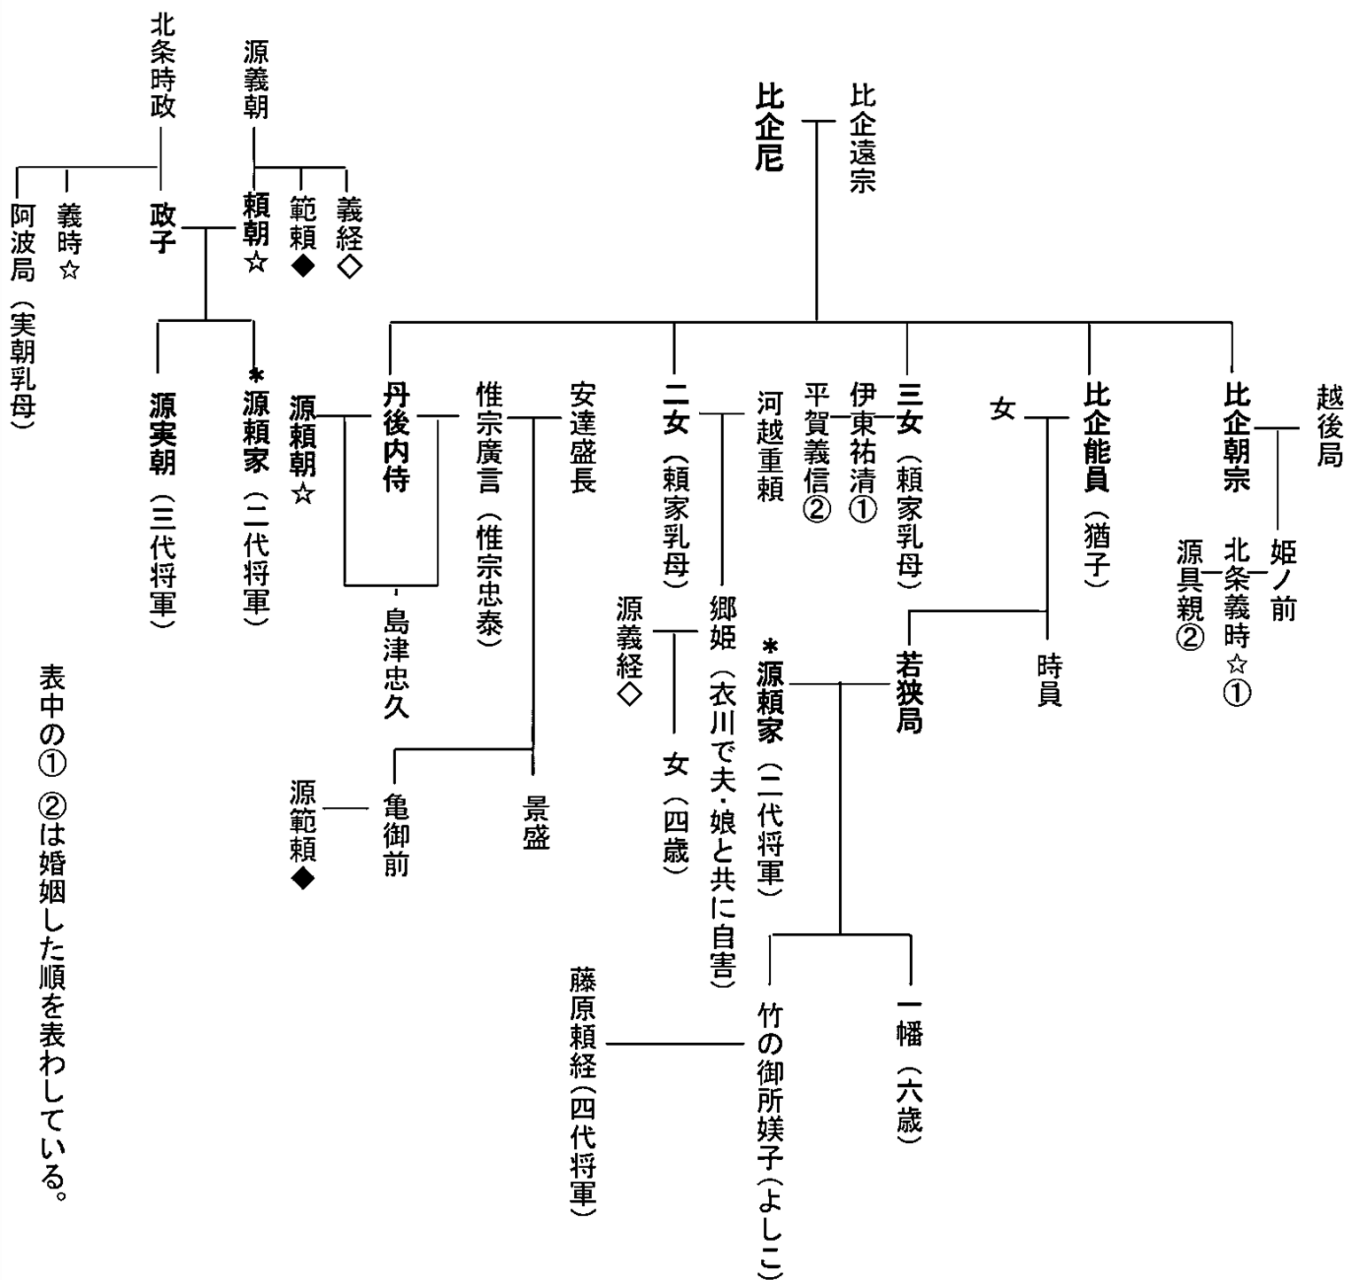 越後局
姫ノ前
比企朝宗
北条義時☆①
源具親②
比企能員（猶子）
時員
女
三女（頼家乳母）
若狭局
一幡（六歳）
比企遠宗
伊東祐清①
平賀義信②
比企尼
河越重頼
＊源頼家（二代将軍）
竹の御所媄子（よしこ）
郷姫（衣川で夫・娘と共に自害）
二女（頼家乳母）
女（四歳）
源義経◇
安達盛長
藤原頼経（四代将軍）
景盛
惟宗廣言（惟宗忠泰）
丹後内侍
島津忠久
亀御前
義経◇
範頼◆
源頼朝☆
源範頼◆
源義朝
頼朝☆
＊源頼家（二代将軍）
北条時政
政子
源実朝（三代将軍）
義時☆
阿波局（実朝乳母）
表中の①②は婚姻した順を表わしている。